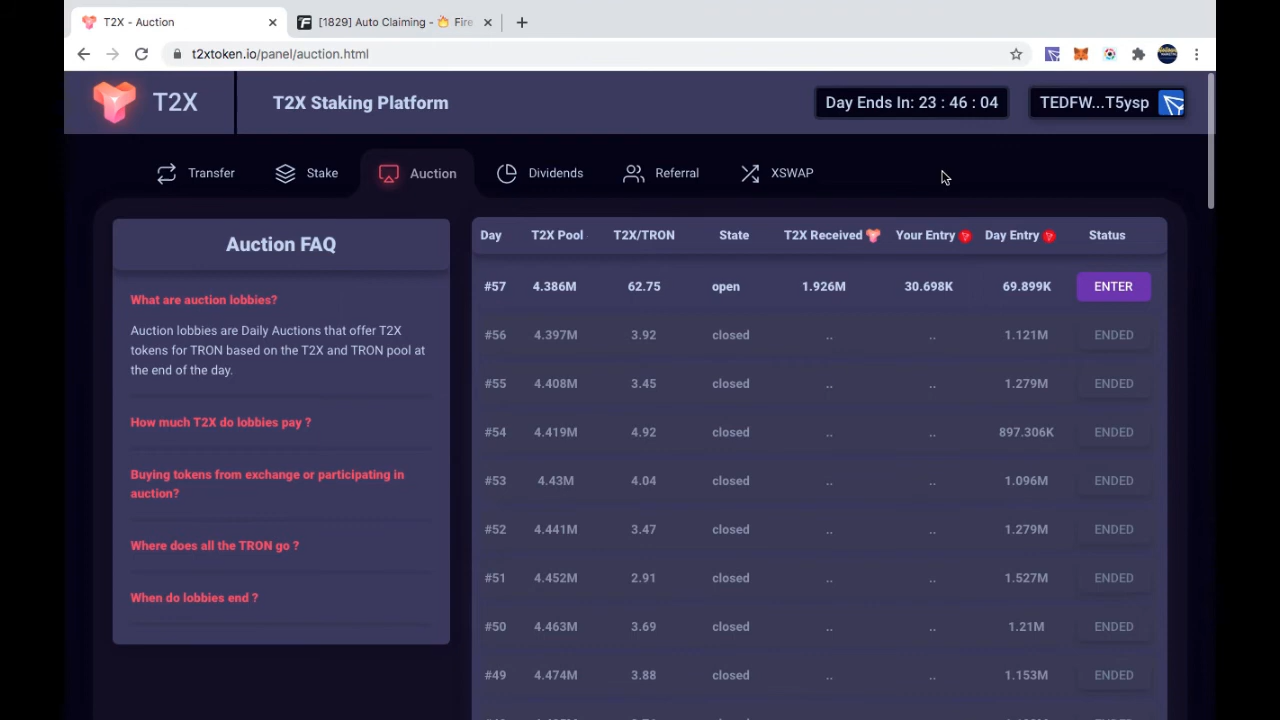 T2X - Auction
[1829] Auto Claiming - 🔥 Fire
t2xtoken.io/panel/auction.html
T2X
T2X Staking Platform
Day Ends In: 23 : 46 : 04
TEDFW...T5ysp
Transfer
Stake
Auction
Dividends
Referral
XSWAP
Auction FAQ
What are auction lobbies?
Auction lobbies are Daily Auctions that offer T2X
tokens for TRON based on the T2X and TRON pool at
the end of the day.
How much T2X do lobbies pay ?
Buying tokens from exchange or participating in
auction?
Where does all the TRON go ?
When do lobbies end ?
Day T2X Pool T2X/TRON State T2X Received Your Entry Day Entry Status
#57 4.386M 62.75 open 1.926M 30.698K 69.899K ENTER
#56 4.397M 3.92 closed .. .. 1.121M ENDED
#55 4.408M 3.45 closed .. .. 1.279M ENDED
#54 4.419M 4.92 closed .. .. 897.306K ENDED
#53 4.43M 4.04 closed .. .. 1.096M ENDED
#52 4.441M 3.47 closed .. .. 1.279M ENDED
#51 4.452M 2.91 closed .. .. 1.527M ENDED
#50 4.463M 3.69 closed .. .. 1.21M ENDED
#49 4.474M 3.88 closed .. .. 1.153M ENDED